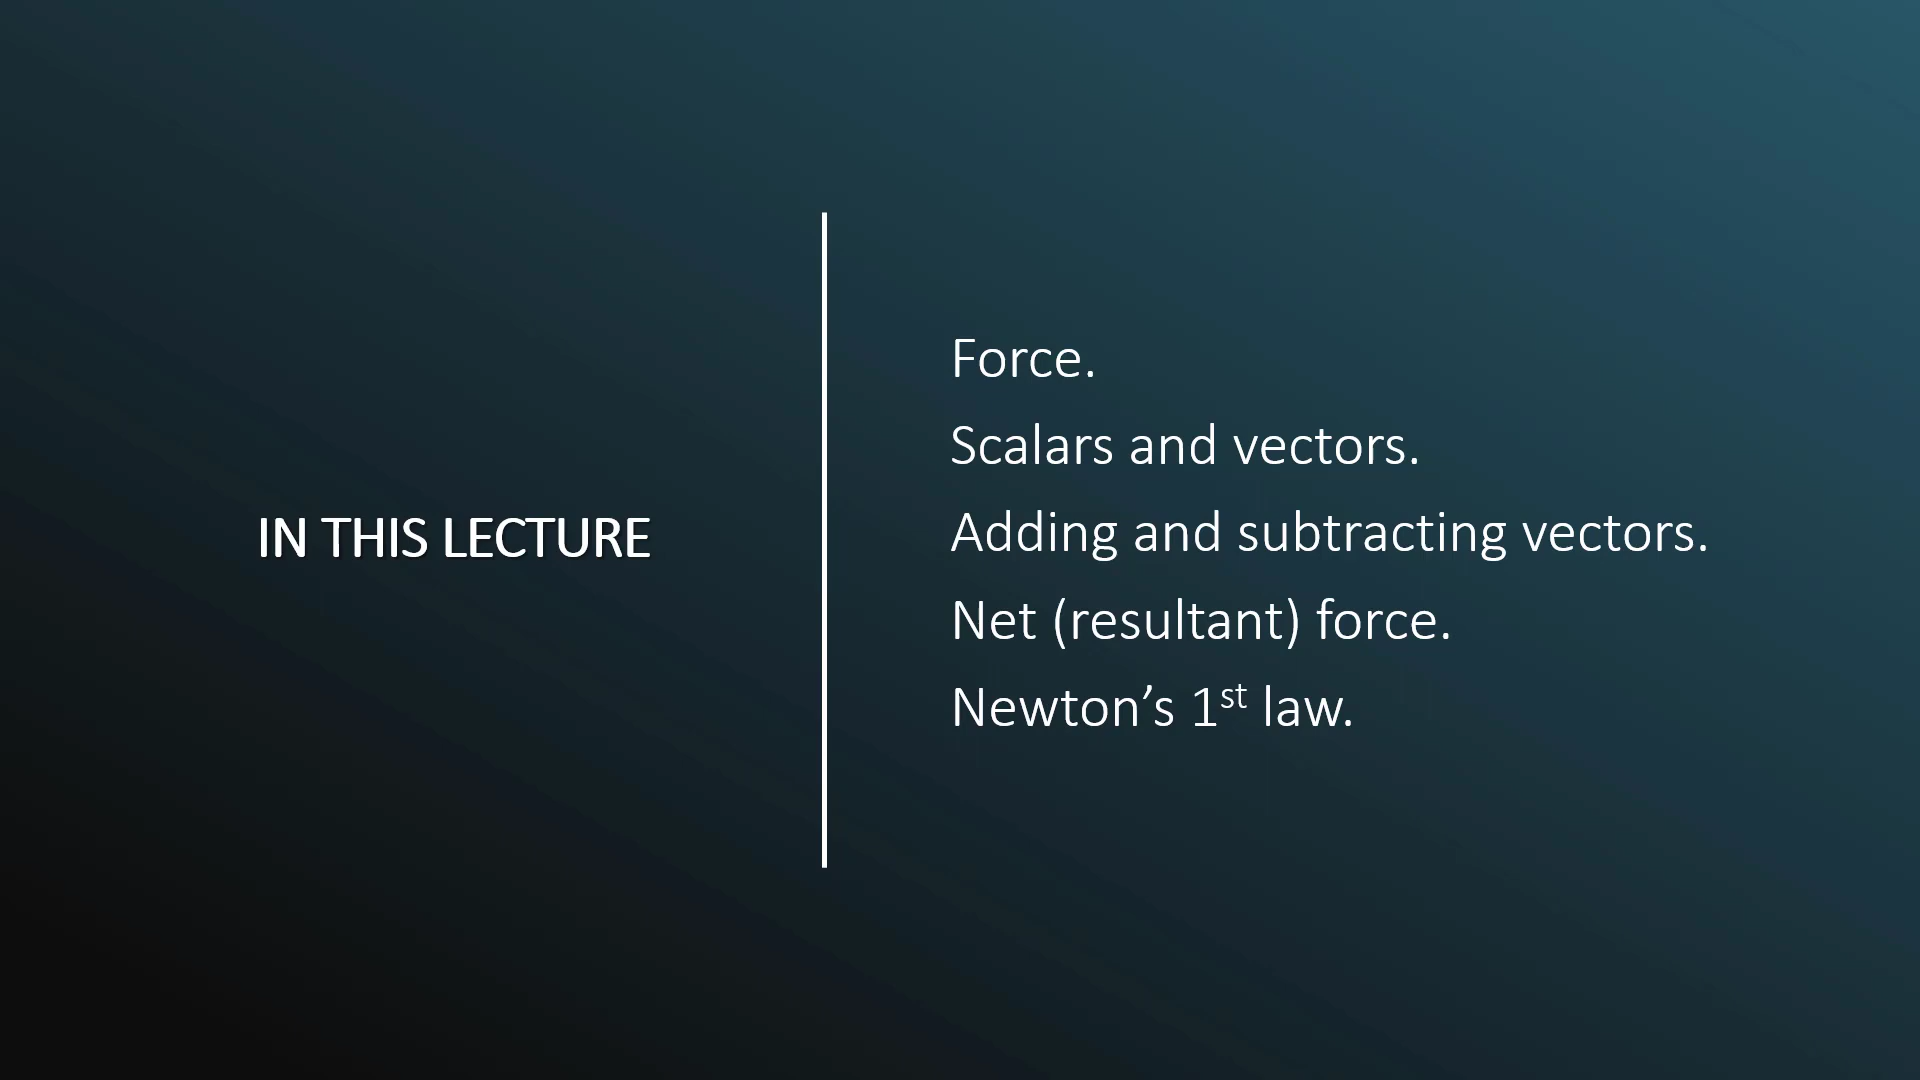 IN THIS LECTURE
Force.
Scalars and vectors.
Adding and subtracting vectors.
Net (resultant) force.
Newton’s 1st law.